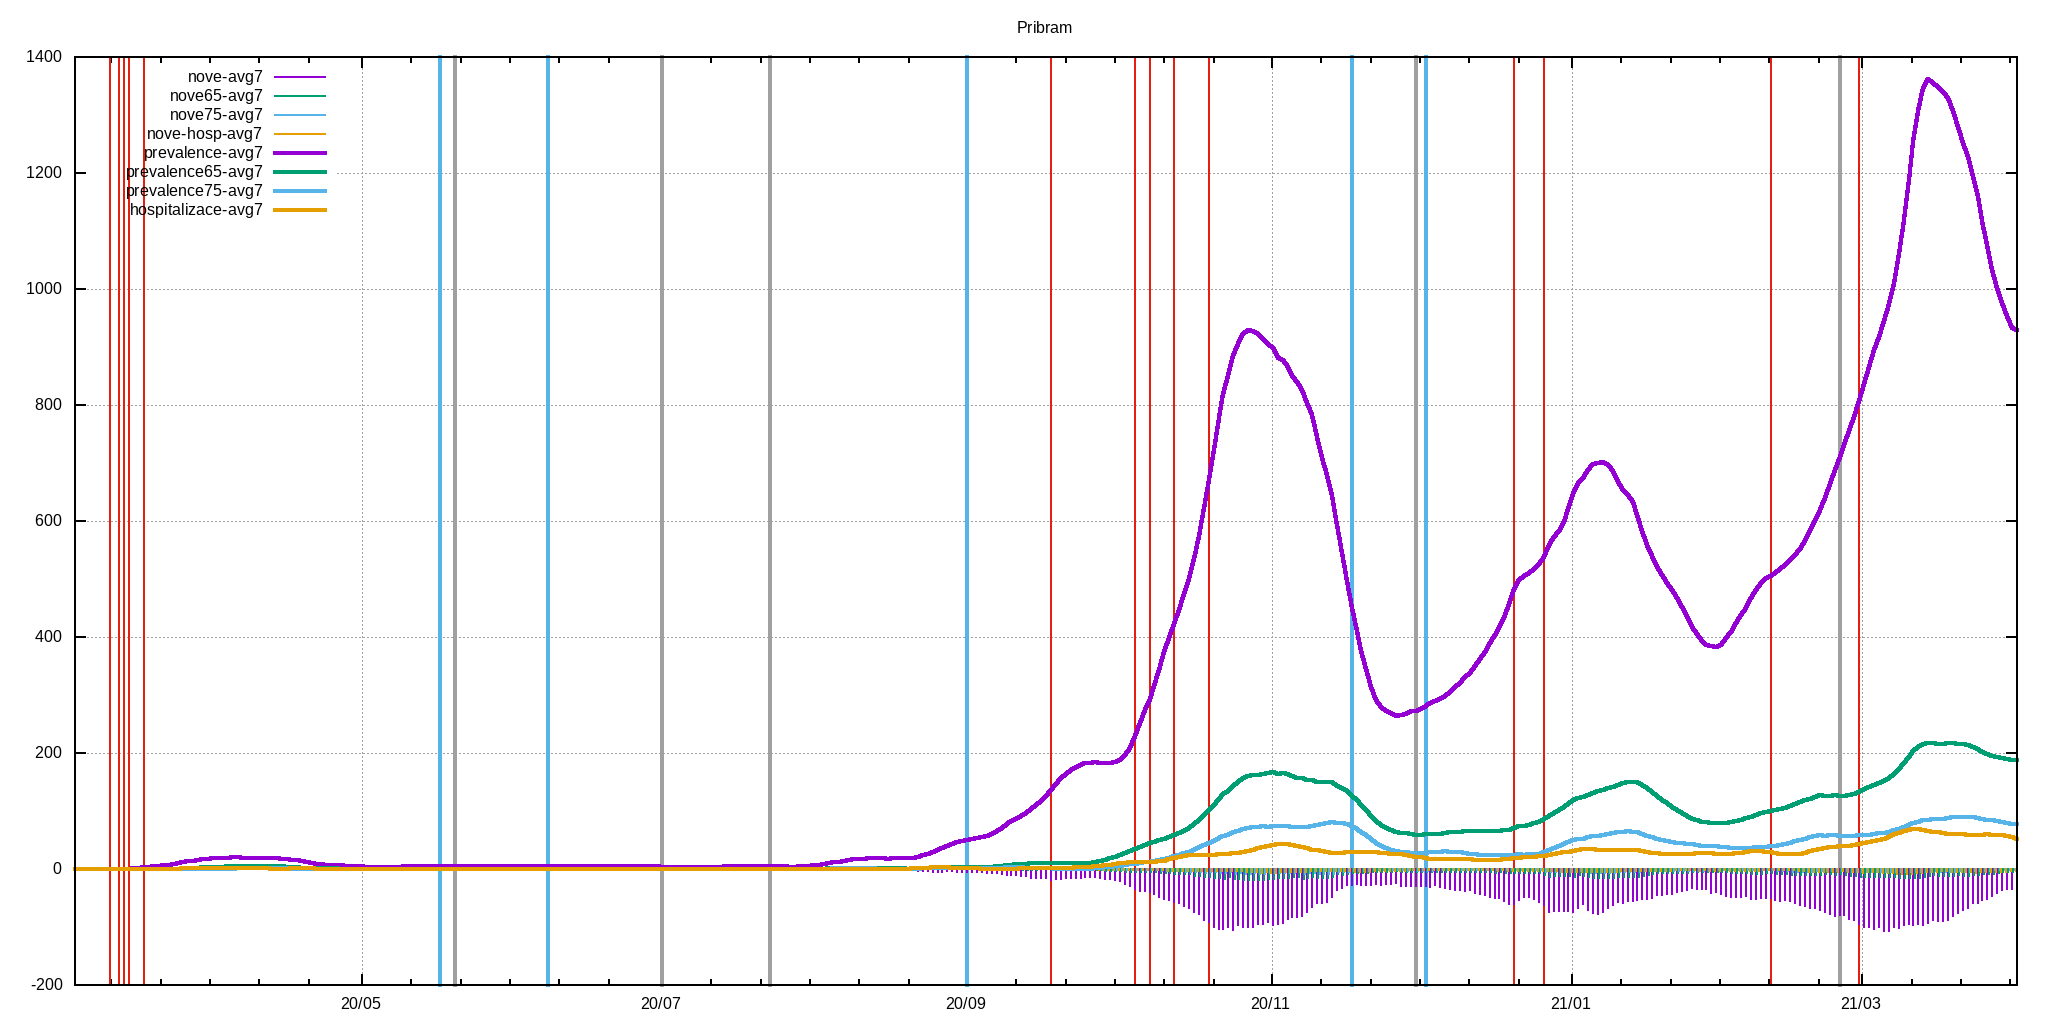 Pribram
1400
nove-avg7
nove65-avg7
nove75-avg7
nove-hosp-avg7
prevalence-avg7
prevalence65-avg7
prevalence75-avg7
hospitalizace-avg7
1200
1000
800
600
400
200
0
-200
20/05 20/07 20/09 20/11 21/01 21/03